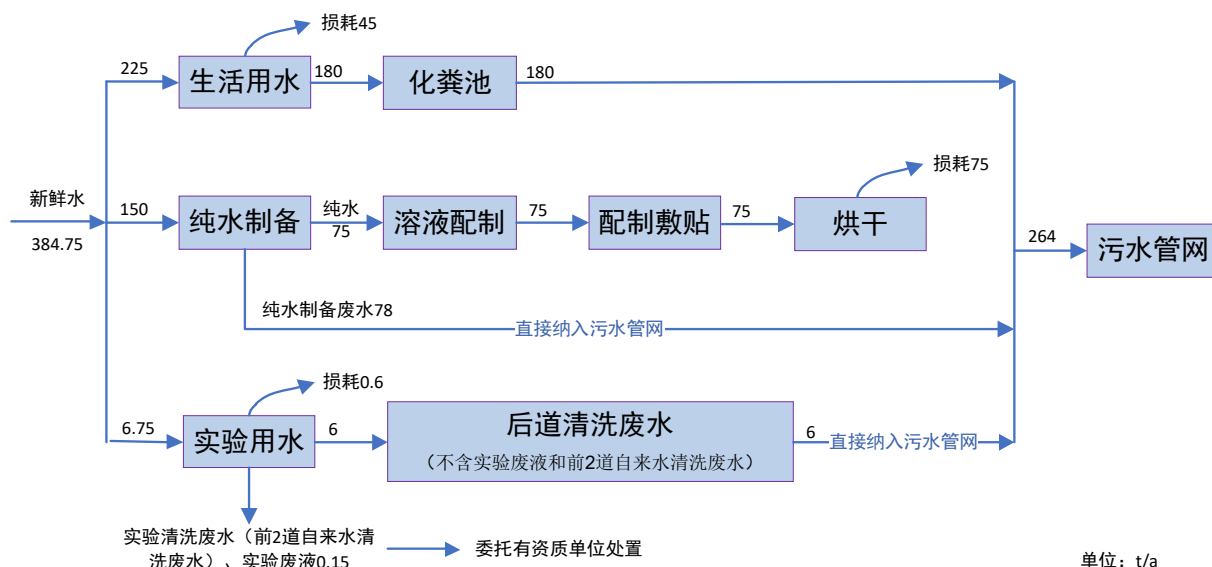 损耗45
225
生活用水
180
化粪池
180
损耗75
新鲜水
384.75
150
纯水制备
纯水
75
溶液配制
75
配制敷贴
75
烘干
264
污水管网
纯水制备废水78
直接纳入污水管网
损耗0.6
6.75
实验用水
6
后道清洗废水
（不含实验废液和前2道自来水清洗废水）
6
直接纳入污水管网
实验清洗废水（前2道自来水清
洗废水）、实验废液0.15
委托有资质单位处置
单位：t/a